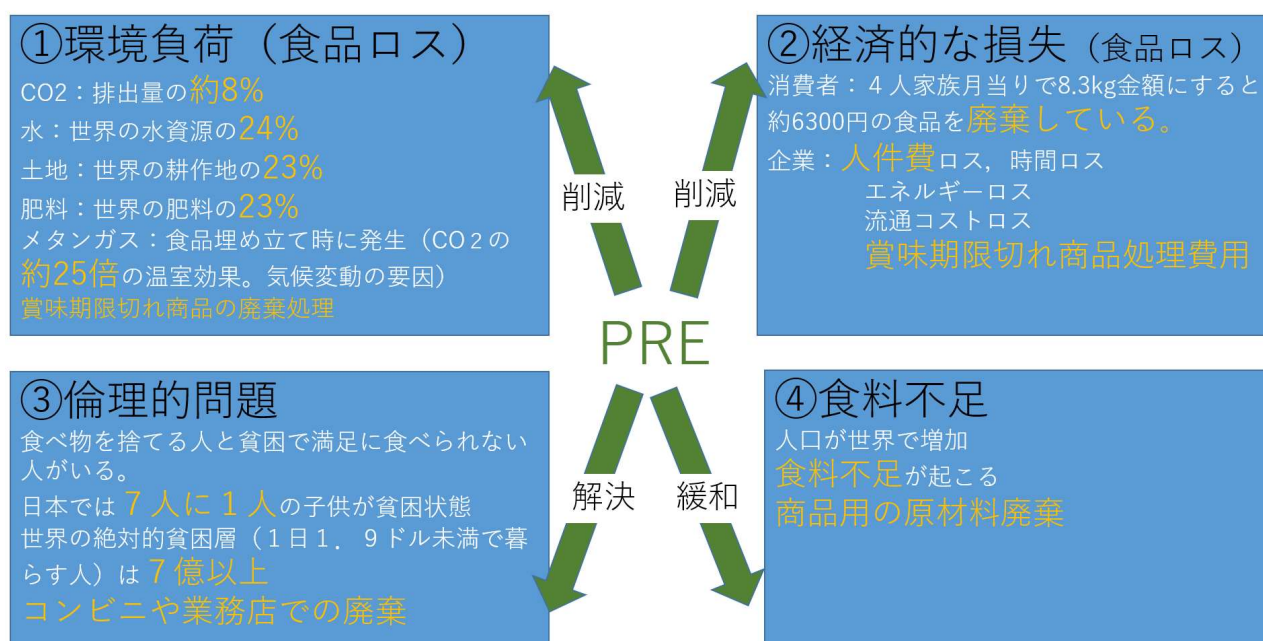 ①環境負荷（食品ロス）
CO2：排出量の約8%
水：世界の水資源の24%
土地：世界の耕作地の23%
肥料：世界の肥料の23%
メタンガス：食品埋め立て時に発生（CO２の
約25倍の温室効果。気候変動の要因）
賞味期限切れ商品の廃棄処理
②経済的な損失（食品ロス）
消費者：４人家族月当りで8.3kg金額にすると
約6300円の食品を廃棄している。
企業：人件費ロス，時間ロス
エネルギーロス
流通コストロス
賞味期限切れ商品処理費用
削減
削減
PRE
解決
緩和
③倫理的問題
食べ物を捨てる人と貧困で満足に食べられない
人がいる。
日本では７人に１人の子供が貧困状態
世界の絶対的貧困層（１日１．９ドル未満で暮
らす人）は７億以上
コンビニや業務店での廃棄
④食料不足
人口が世界で増加
食料不足が起こる
商品用の原材料廃棄